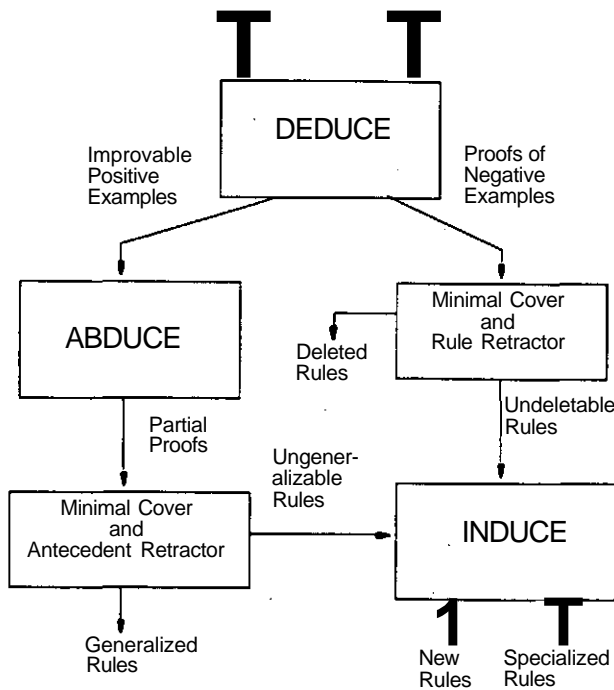 T T
DEDUCE
Improvable
Positive
Examples
Proofs of
Negative
Examples
ABDUCE
Minimal Cover
and
Rule Retractor
Deleted
Rules
Partial
Proofs
Undeletable
Rules
Ungener-
alizable
Rules
Minimal Cover
and
Antecedent Retractor
INDUCE
1 T
Generalized
Rules
New
Rules
Specialized
Rules